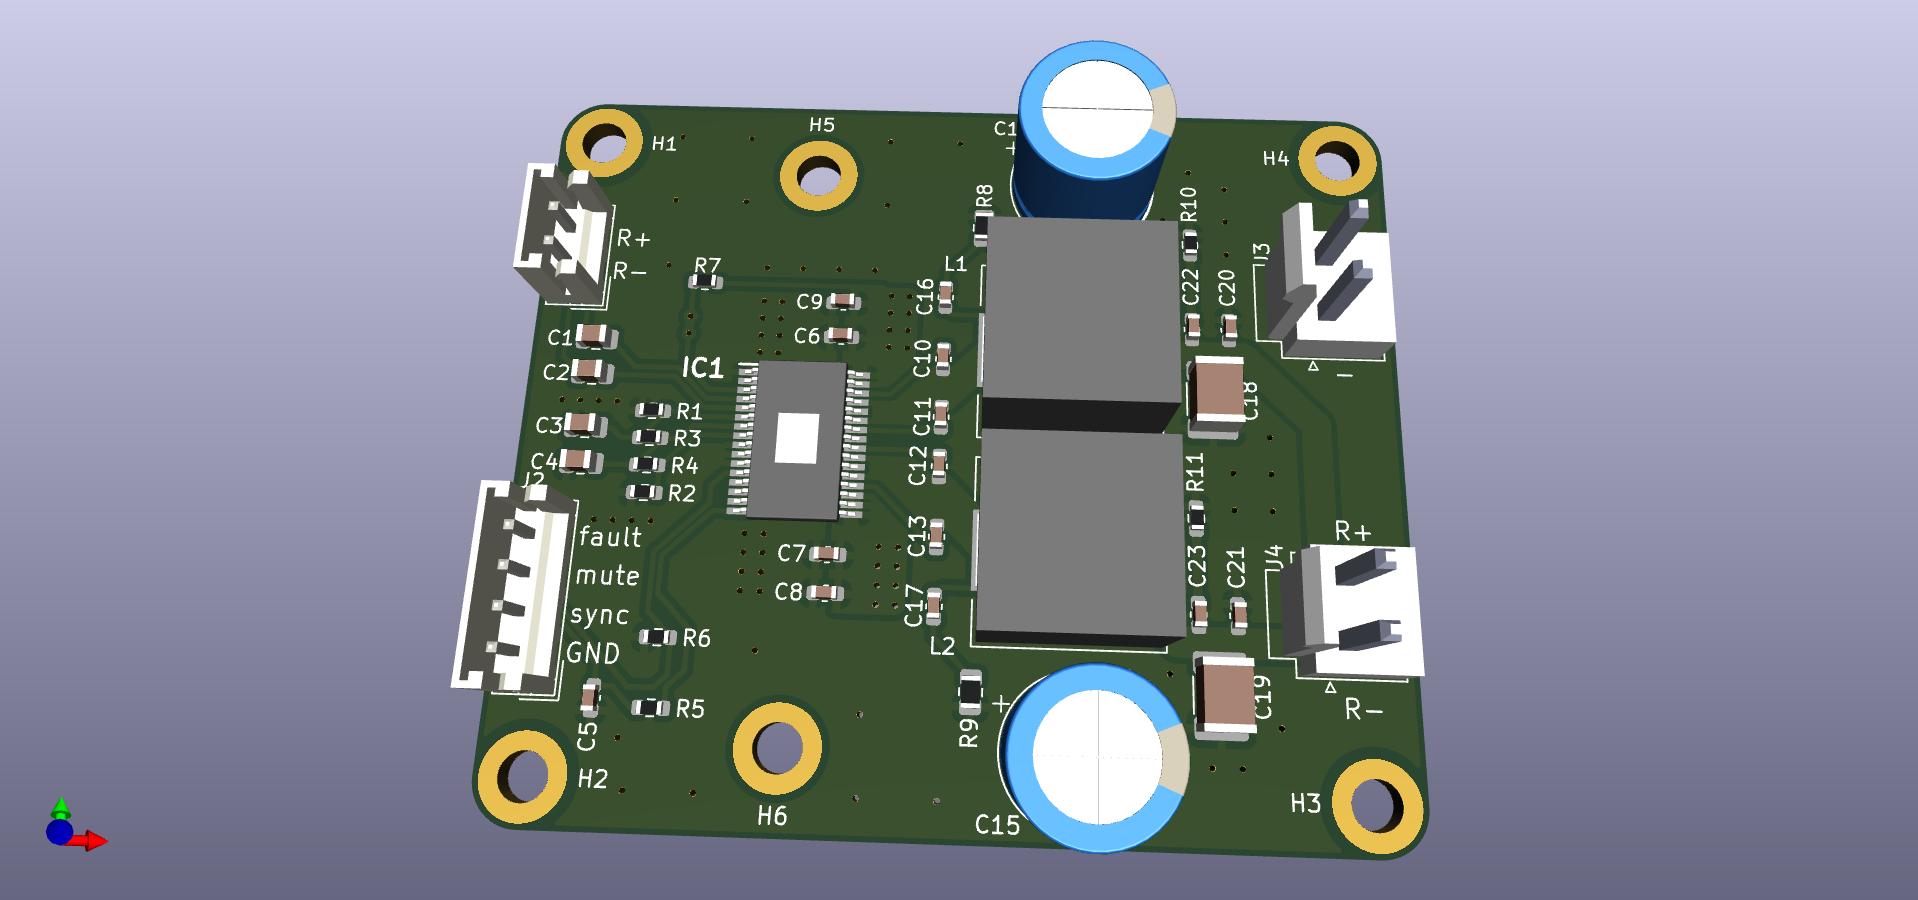 H1
H5
C1
+
H4
R8
R10
R+
R-
J3
L1
R7
C16
C9
C22
C20
C6
C1
C10
IC1
C2
-
C18
R1
C11
C3
R3
C4
R4
C12
R11
J2
R2
fault
C13
R+
C7
C23
C21
J4
mute
C8
C17
sync
R6
L2
GND
C19
R5
+
R9
R-
C5
H2
H3
H6
C15